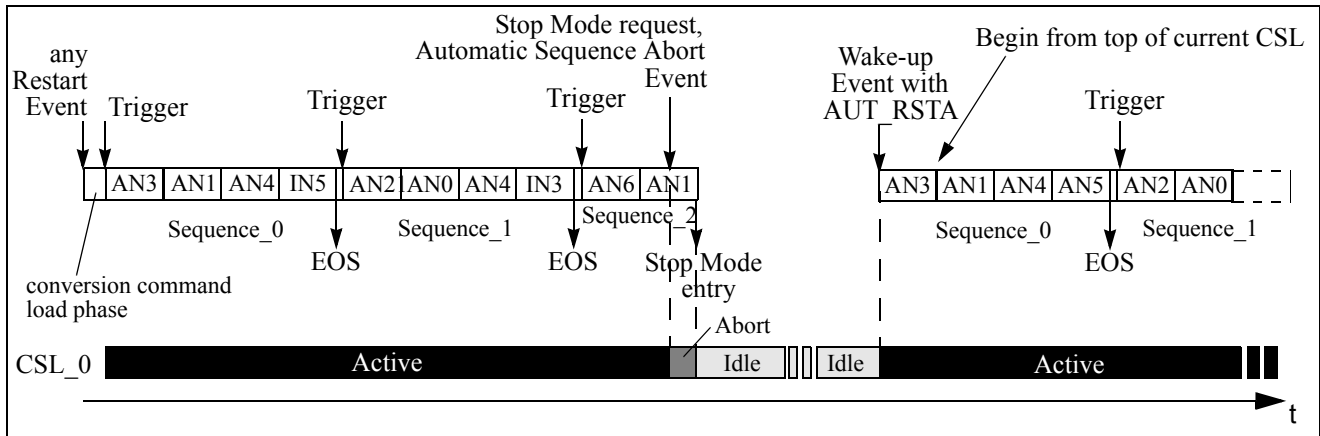 Stop Mode request,
Automatic Sequence Abort
Event
any
Restart
Event
Trigger
Trigger
Trigger
Wake-up
Event with
AUT_RSTA
Begin from top of current CSL
Trigger
AN3 AN1 AN4 IN5 AN21 AN0 AN4 IN3 AN6 AN1
AN3 AN1 AN4 AN5 AN2 AN0
Sequence_0
Sequence_1
Sequence_2
Sequence_0
Sequence_1
EOS
EOS
EOS
Stop Mode
entry
conversion command
load phase
Abort
CSL_0
Active
Idle
Idle
Active
t